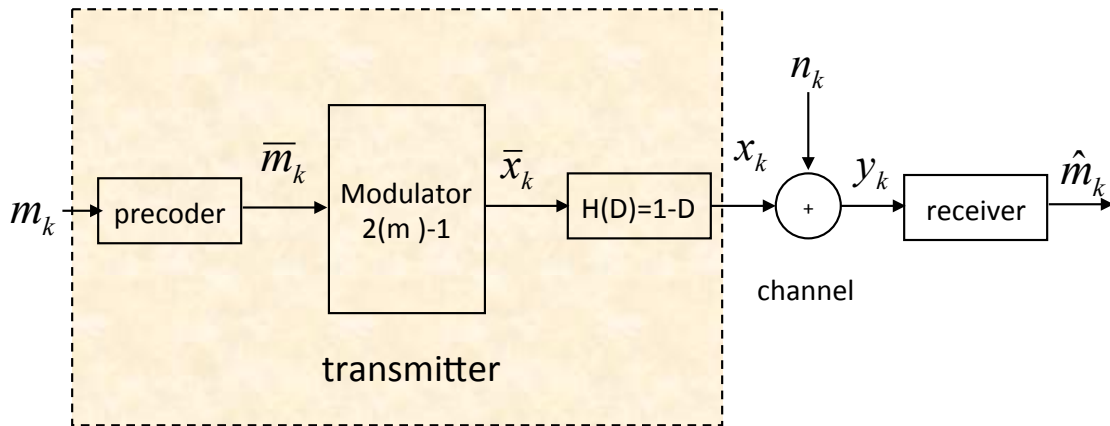 n_k
m̅_k
x̅_k
x_k
y_k
m̂_k
m_k
precoder
Modulator
2(m )-1
H(D)=1-D
+
receiver
channel
transmitter